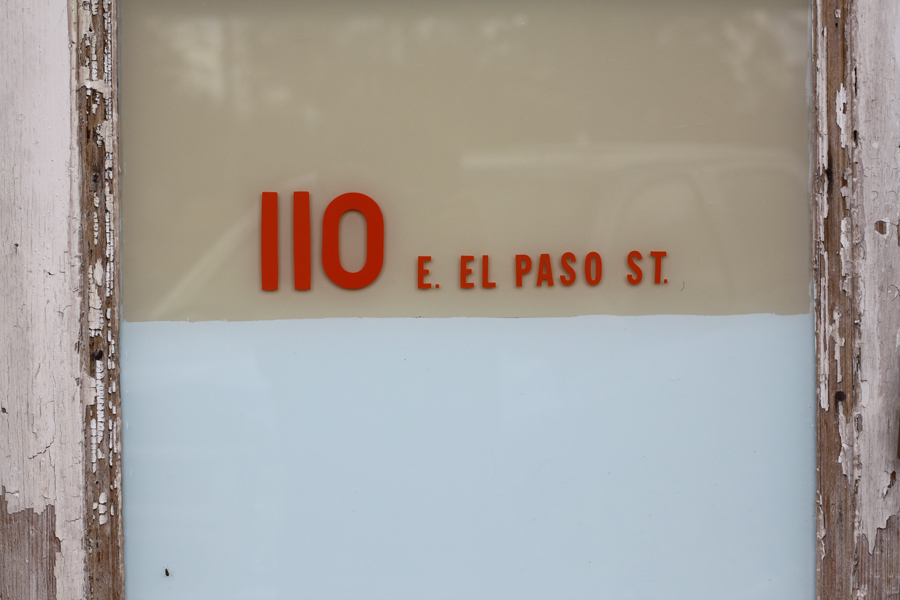 110 E. EL PASO ST.